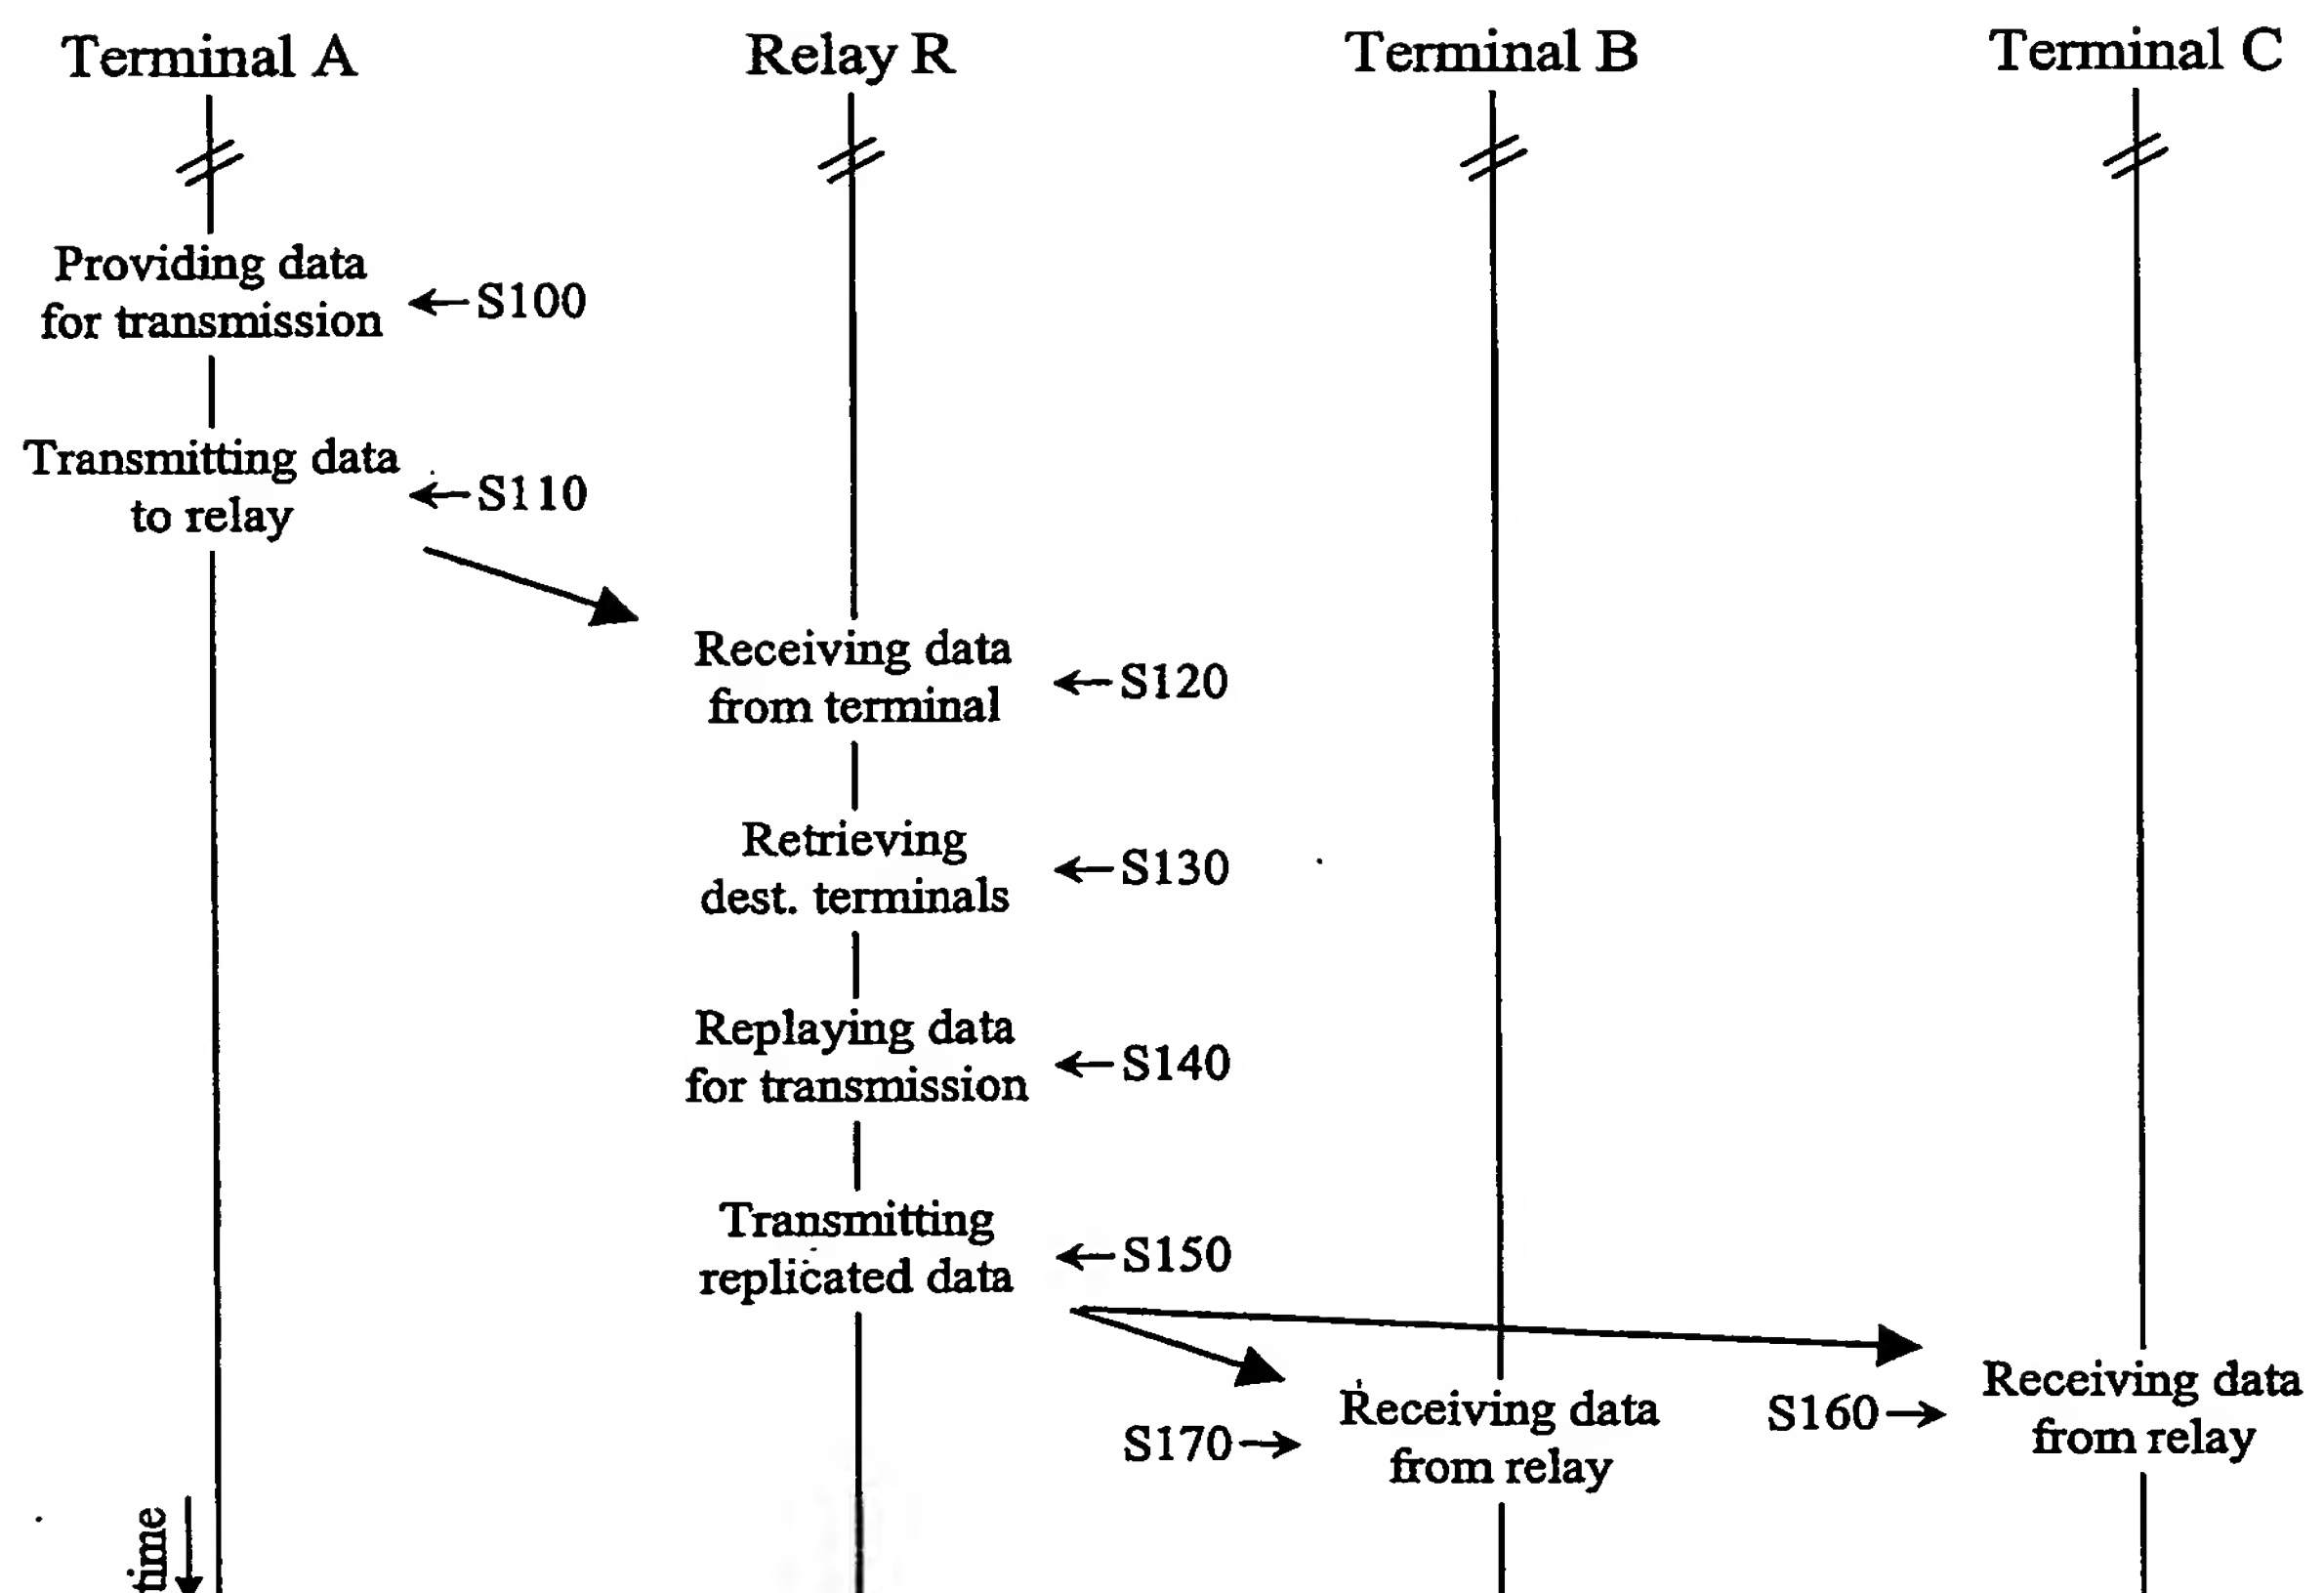 Terminal A
Relay R
Terminal B
Terminal C
Providing data
for transmission
S100
Transmitting data
to relay
S110
Receiving data
from terminal
S120
Retrieving
dest. terminals
S130
Replaying data
for transmission
S140
Transmitting
replicated data
S150
S170
Receiving data
from relay
S160
Receiving data
from relay
time